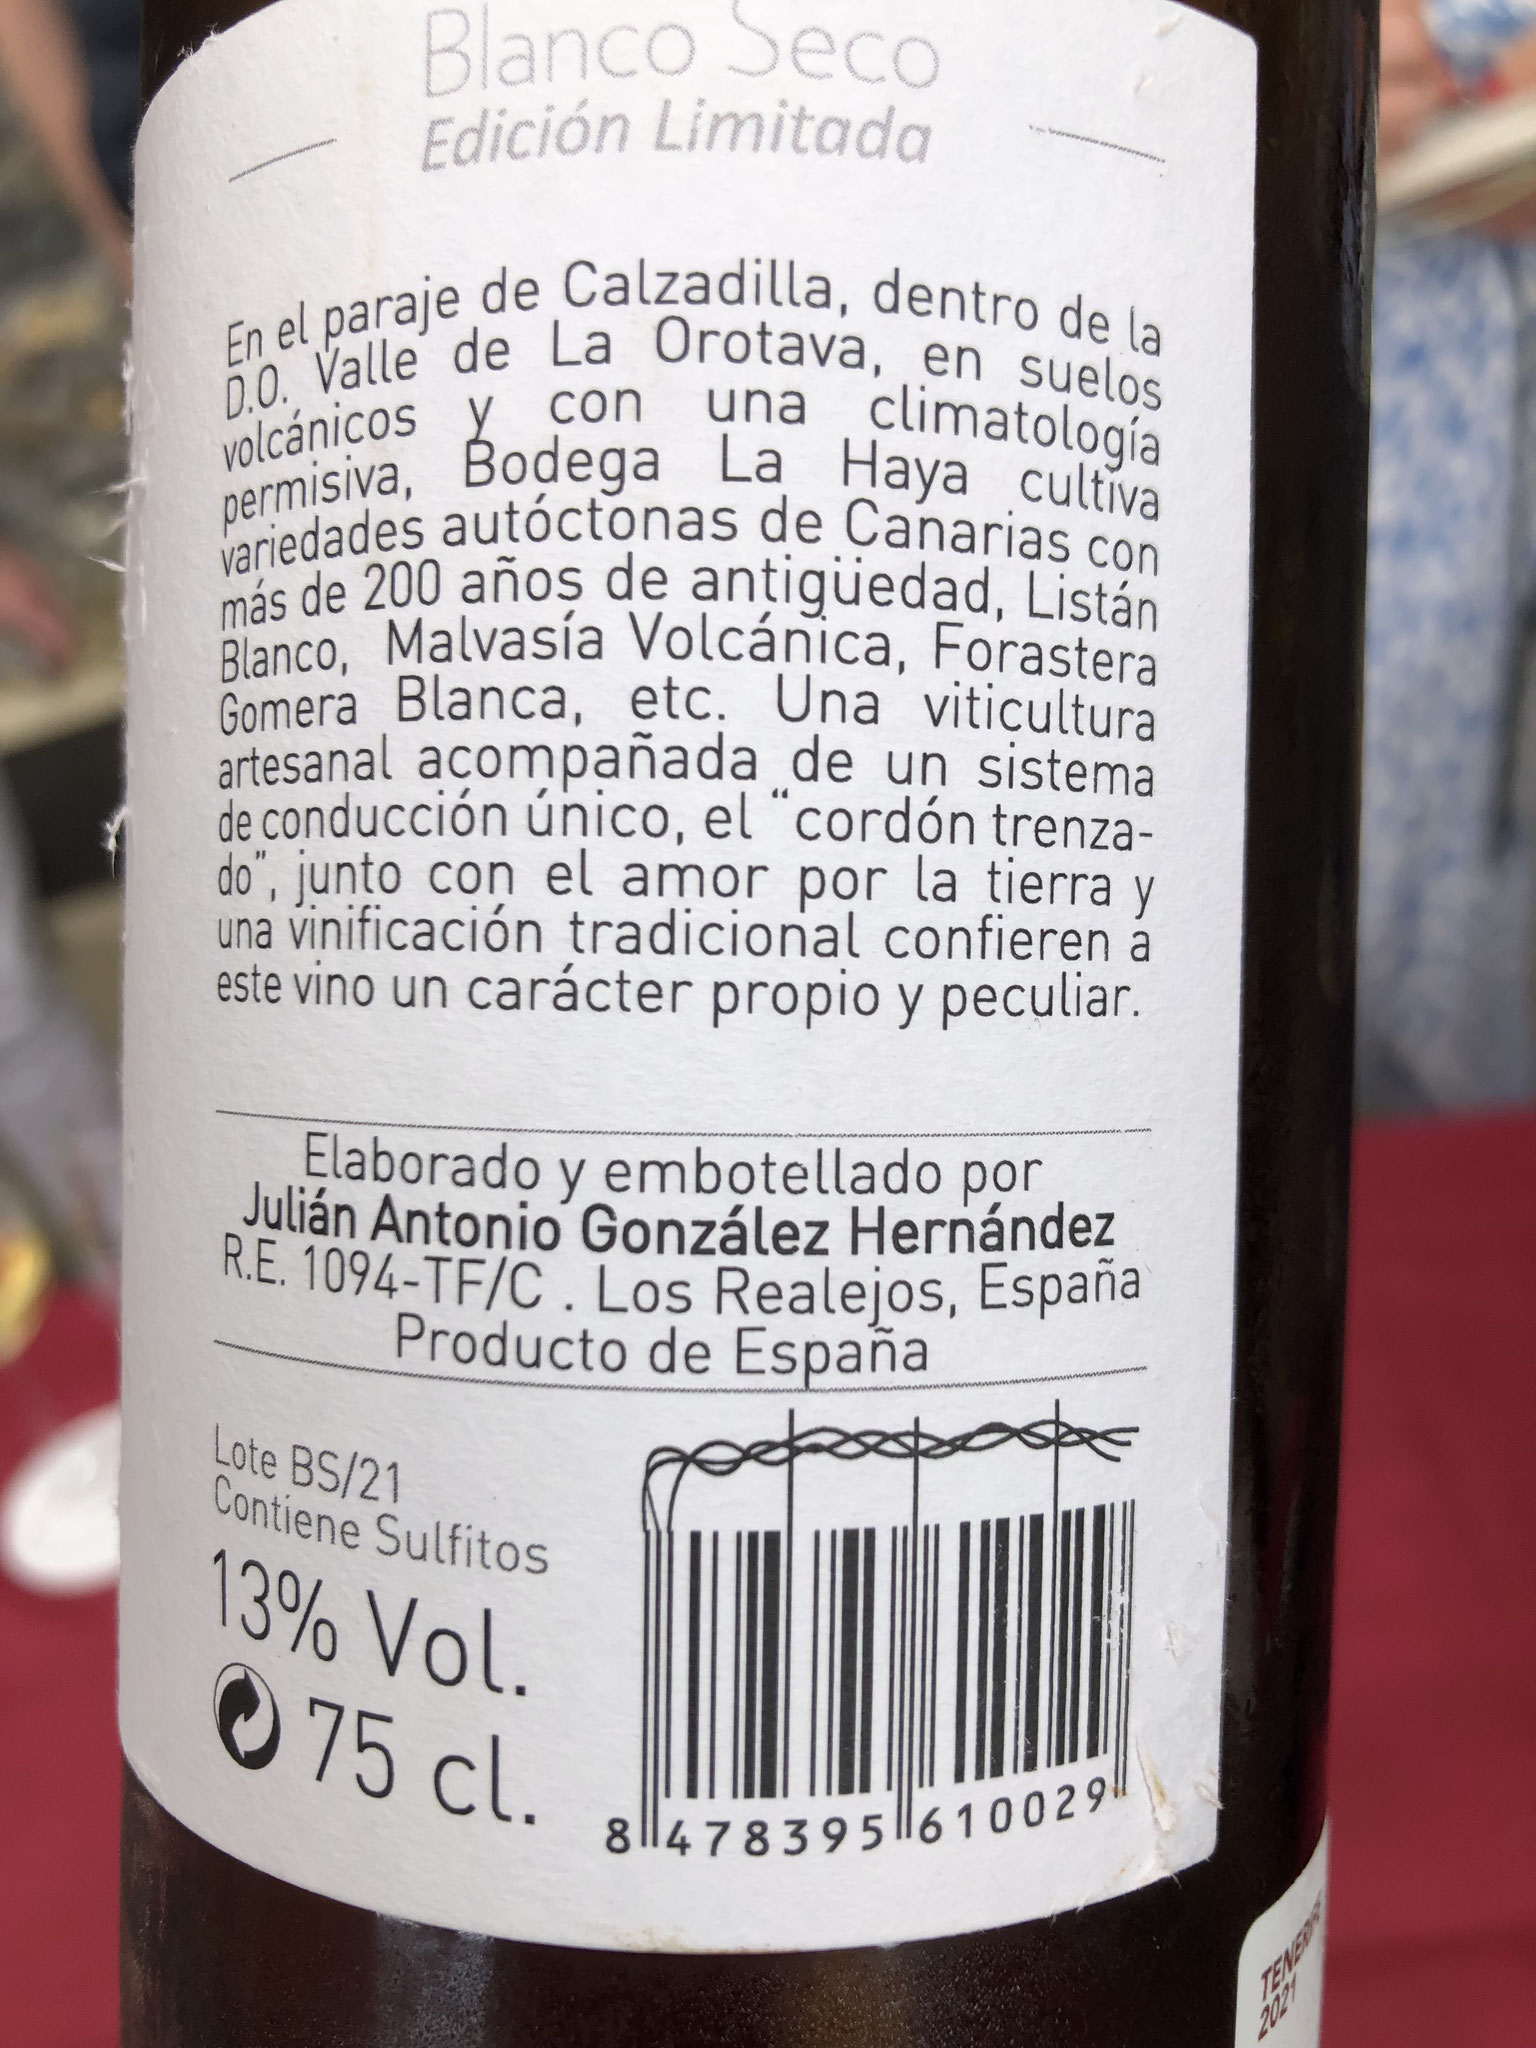 Blanco Seco
Edición Limitada
En el paraje de Calzadilla, dentro de la
D.O. Valle de La Orotava, en suelos
volcánicos y con una climatología
permisiva, Bodega La Haya cultiva
variedades autóctonas de Canarias con
más de 200 años de antigüedad, Listán
Blanco, Malvasía Volcánica, Forastera
Gomera Blanca, etc. Una viticultura
artesanal acompañada de un sistema
de conducción único, el “cordón trenza-
do”, junto con el amor por la tierra y
una vinificación tradicional confieren a
este vino un carácter propio y peculiar.
Elaborado y embotellado por
Julián Antonio González Hernández
R.E. 1094-TF/C . Los Realejos, España
Producto de España
Lote BS/21
Contiene Sulfitos
13% Vol.
75 cl.
8 478395 610029
TENERIFE
2021